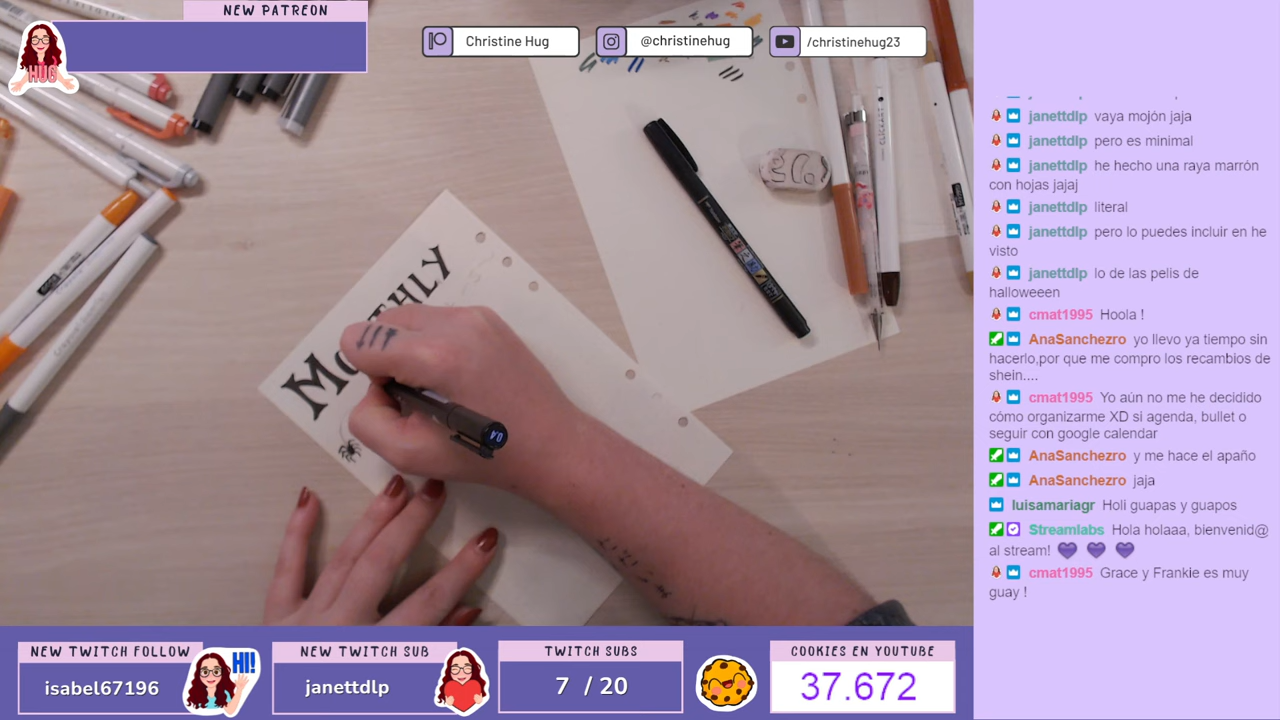 NEW PATREON
HUG
Christine Hug
@christinehug
/christinehug23
janettdlp vaya mojón jaja
janettdlp pero es minimal
janettdlp he hecho una raya marrón
con hojas jajaj
janettdlp literal
janettdlp pero lo puedes incluir en he
visto
janettdlp lo de las pelis de
halloweeen
cmat1995 Hoola !
AnaSanchezro yo llevo ya tiempo sin
hacerlo,por que me compro los recambios de
shein....
cmat1995 Yo aún no me he decidido
cómo organizarme XD si agenda, bullet o
seguir con google calendar
AnaSanchezro y me hace el apaño
AnaSanchezro jaja
luisamariagr Holi guapas y guapos
Streamlabs Hola holaaa, bienvenid@
al stream! 💜 💜 💜
cmat1995 Grace y Frankie es muy
guay !
0.4
NEW TWITCH FOLLOW
isabel67196
HI!
NEW TWITCH SUB
janettdlp
TWITCH SUBS
7 / 20
COOKIES EN YOUTUBE
37.672